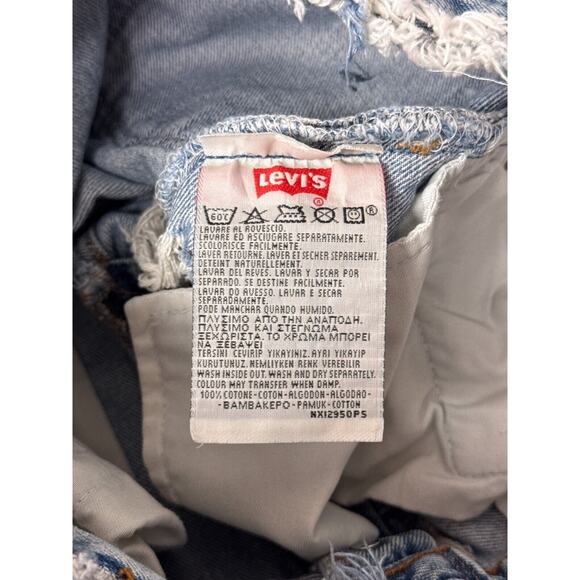 Levi's
®
60C ®
LAVARE AL ROVESCIO.
LAVARE ED ASCIUGARE SEPARATAMENTE.
SCOLORISCE FACILMENTE.
LAVER RETOURNE. LAVER ET SECHER SEPAREMENT.
DETEINT NATURELLEMENT.
LAVAR DEL REVES. LAVAR Y SECAR POR
SEPARADO. SE DESTINE FACILMENTE.
LAVAR DO AVESSO. LAVAR E SECAR
SEPARADAMENTE.
PODE MANCHAR QUANDO HUMIDO.
ΠΛΥΣΙΜΟ ΑΠΟ ΤΗΝ ΑΝΑΠΟΔΗ.
ΠΛΥΣΙΜΟ ΚΑΙ ΣΤΕΓΝΩΜΑ
ΞΕΧΩΡΙΣΤΑ. ΤΟ ΧΡΩΜΑ ΜΠΟΡΕΙ
ΝΑ ΞΕΒΑΨΕΙ
TERSINI CEVIRIP YIKAYINIZ. AYRI YIKAYIP
KURUTUNUZ. NEMLIYKEN RENK VEREBILIR
WASH INSIDE OUT. WASH AND DRY SEPARATELY.
COLOUR MAY TRANSFER WHEN DAMP.
100% COTONE-COTON-ALGODON-ALGODAO-
-ΒΑΜΒΑΚΕΡΟ-PAMUK-COTTON
NX12950PS